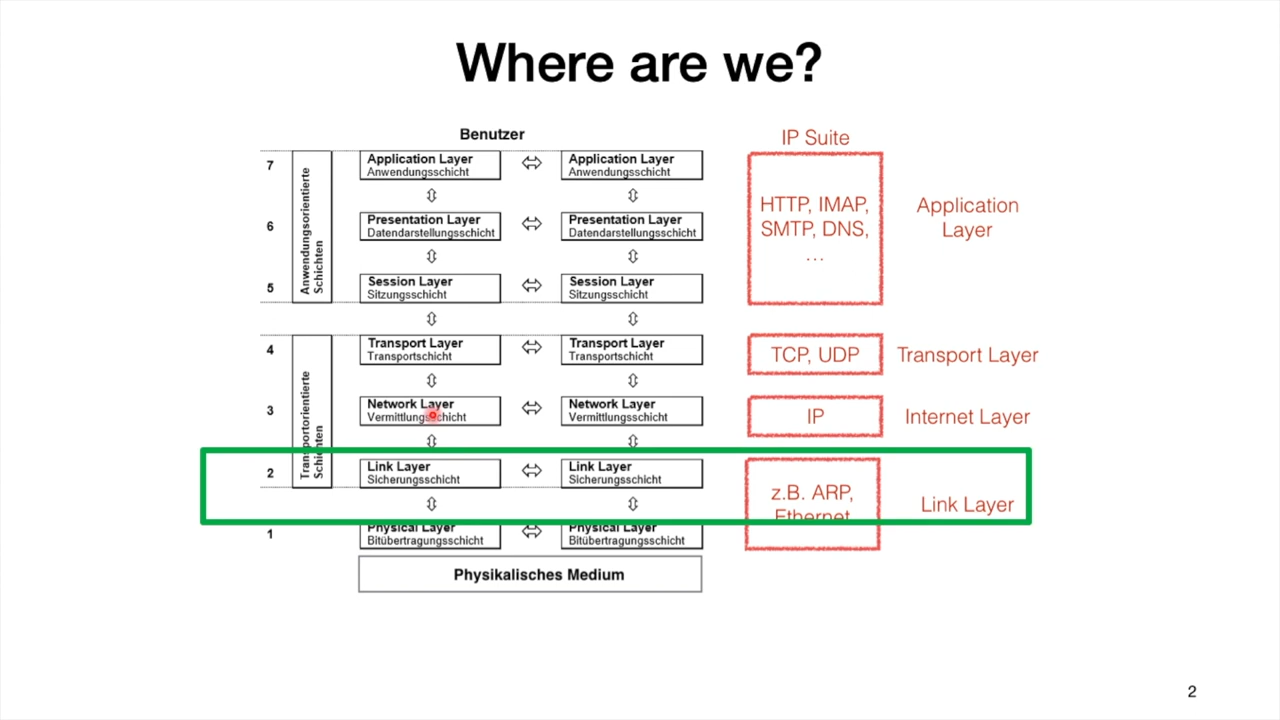 Where are we?
Benutzer
IP Suite
7
Anwendungsorientierte
Schichten
Application Layer
Anwendungsschicht
Application Layer
Anwendungsschicht
6
Presentation Layer
Datendarstellungsschicht
Presentation Layer
Datendarstellungsschicht
5
Session Layer
Sitzungsschicht
Session Layer
Sitzungsschicht
HTTP, IMAP,
SMTP, DNS,
...
Application
Layer
4
Transportorientierte
Schichten
Transport Layer
Transportschicht
Transport Layer
Transportschicht
TCP, UDP
Transport Layer
3
Network Layer
Vermittlungsschicht
Network Layer
Vermittlungsschicht
IP
Internet Layer
2
Link Layer
Sicherungsschicht
Link Layer
Sicherungsschicht
z.B. ARP,
Ethernet
Link Layer
1
Physical Layer
Bitübertragungsschicht
Physical Layer
Bitübertragungsschicht
Physikalisches Medium
2